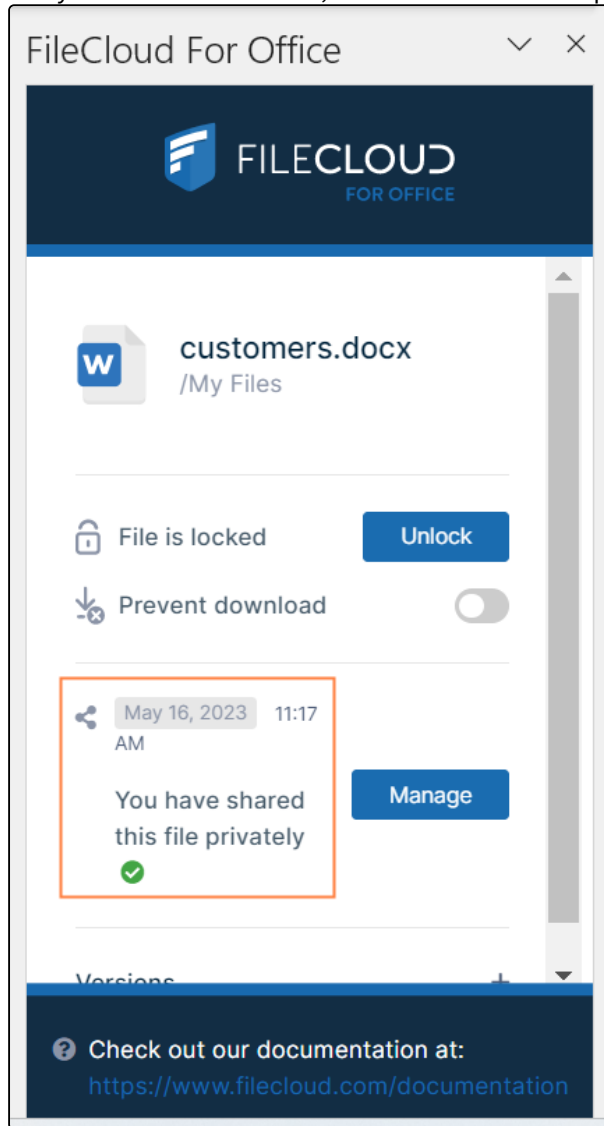 FileCloud For Office
FILECLOUD
FOR OFFICE
W
customers.docx
/My Files
File is locked
Unlock
Prevent download
May 16, 2023 11:17
AM
You have shared
this file privately
Manage
Versions
Check out our documentation at:
https://www.filecloud.com/documentation